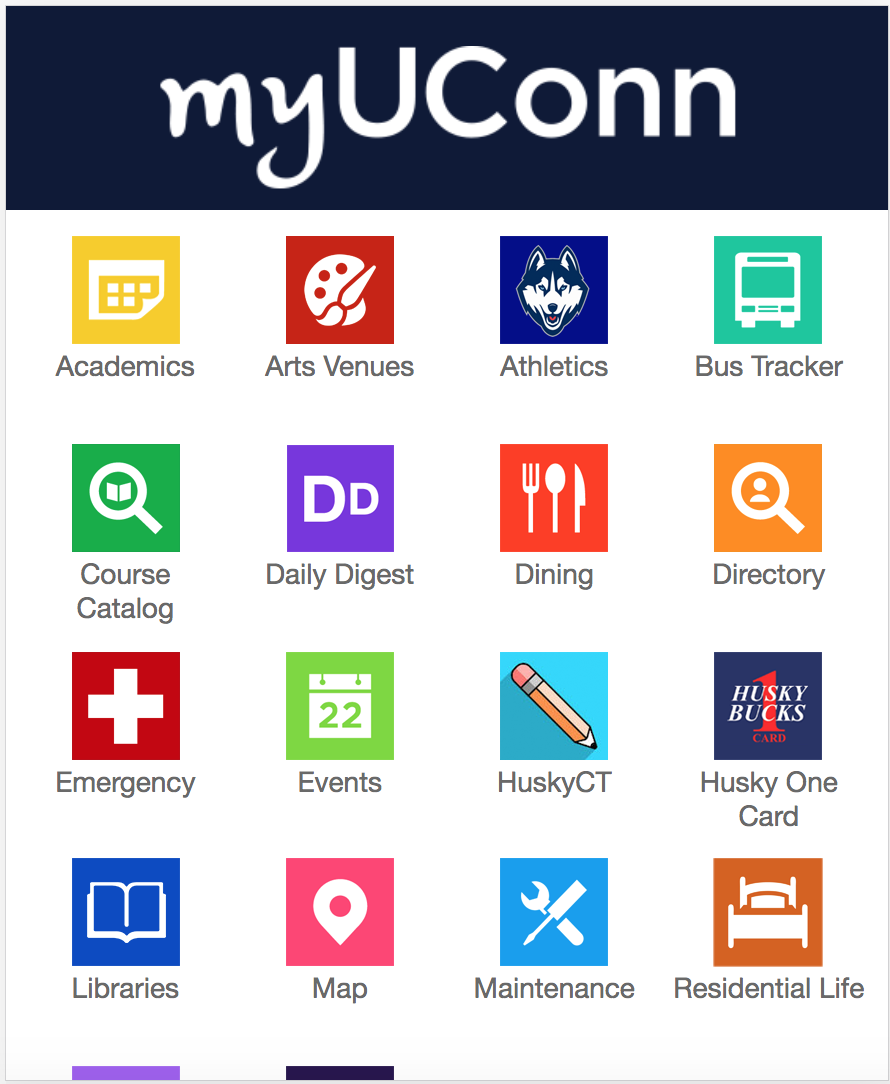 myUConn
Academics
Arts Venues
Athletics
Bus Tracker
DD
Course
Catalog
Daily Digest
Dining
Directory
22
HUSKY
1
BUCKS
CARD
Emergency
Events
HuskyCT
Husky One
Card
Libraries
Map
Maintenance
Residential Life